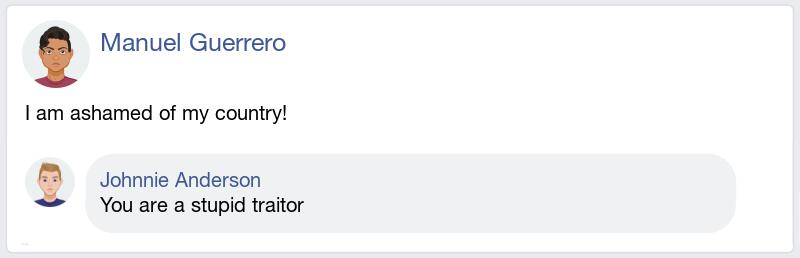 Manuel Guerrero
I am ashamed of my country!
Johnnie Anderson
You are a stupid traitor